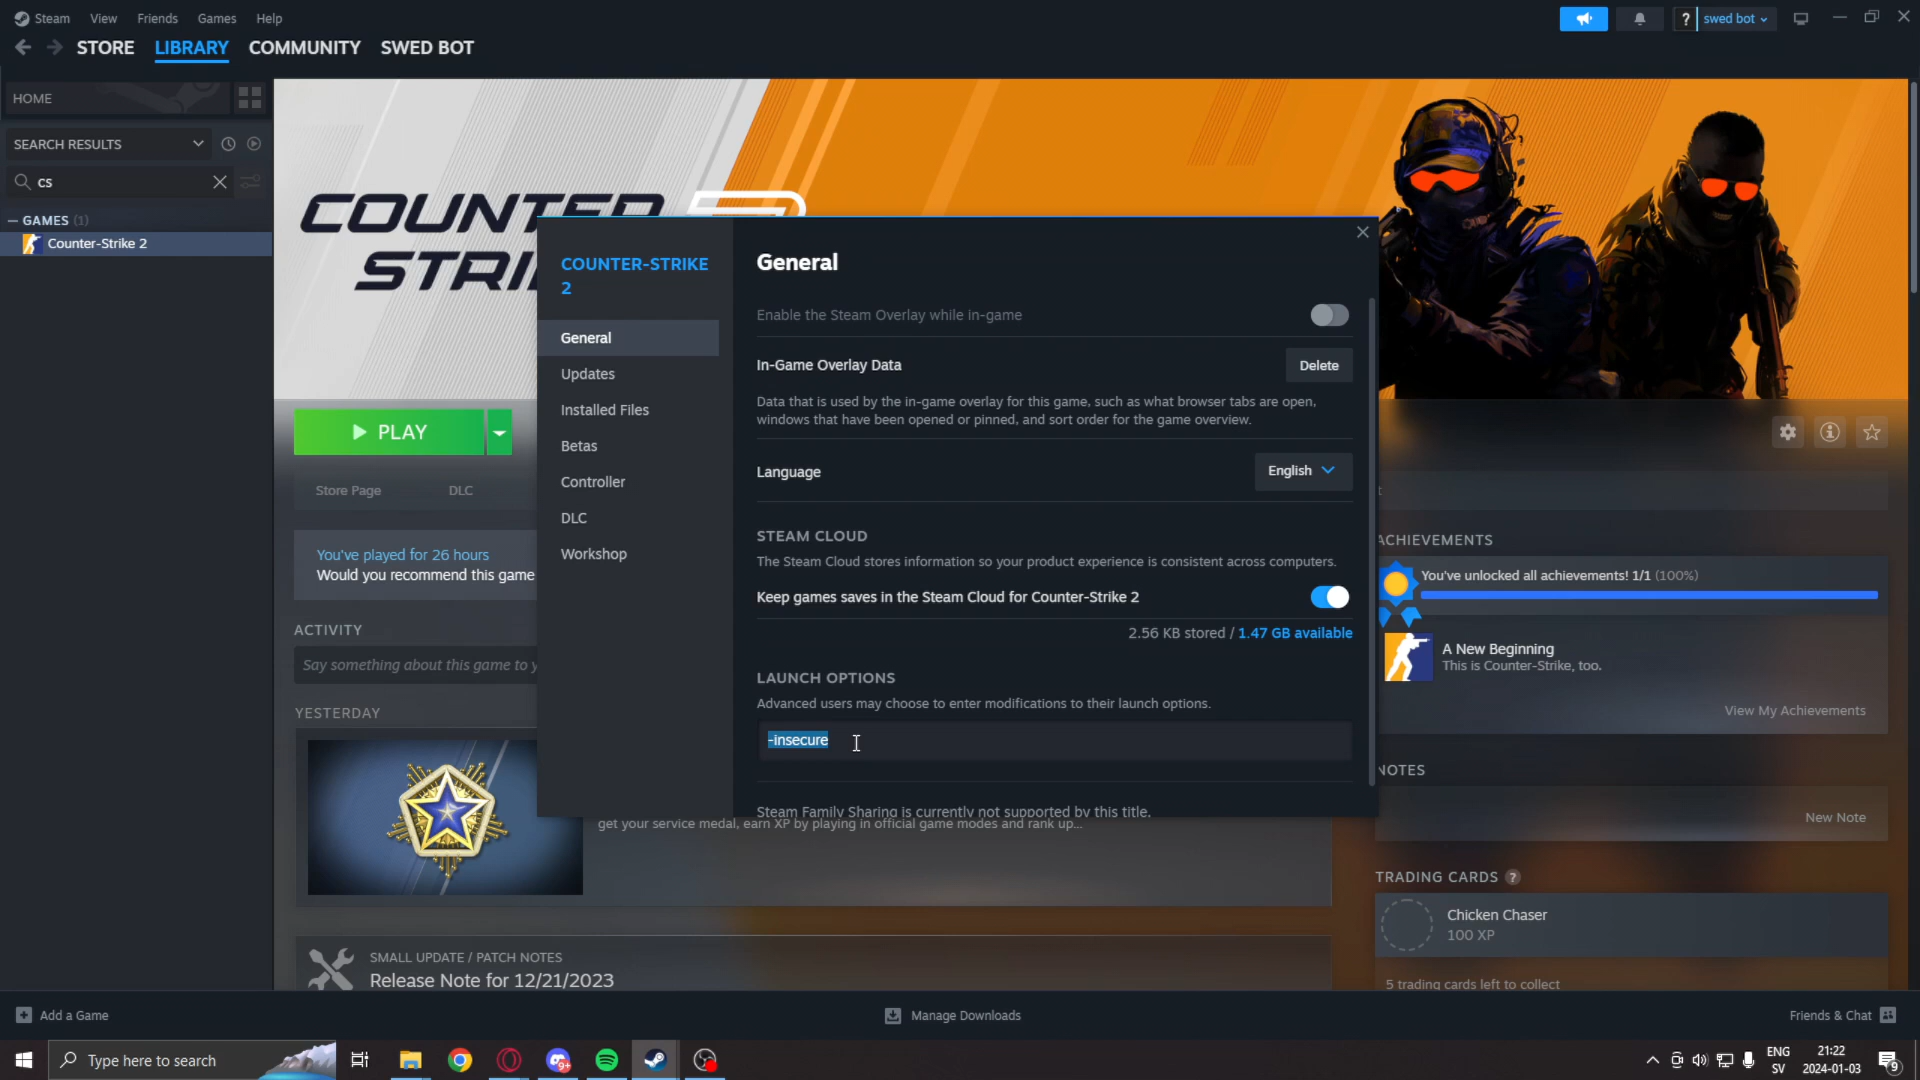 Steam View Friends Games Help
? swed bot
STORE LIBRARY COMMUNITY SWED BOT
HOME
SEARCH RESULTS
cs
GAMES (1)
Counter-Strike 2
COUNTER
STRI
COUNTER-STRIKE
2
General
Updates
Installed Files
Betas
Controller
DLC
Workshop
General
Enable the Steam Overlay while in-game
In-Game Overlay Data
Delete
Data that is used by the in-game overlay for this game, such as what browser tabs are open,
windows that have been opened or pinned, and sort order for the game overview.
Language
English
STEAM CLOUD
The Steam Cloud stores information so your product experience is consistent across computers.
Keep games saves in the Steam Cloud for Counter-Strike 2
2.56 KB stored / 1.47 GB available
LAUNCH OPTIONS
Advanced users may choose to enter modifications to their launch options.
-insecure
Steam Family Sharing is currently not supported by this title.
PLAY
Store Page DLC
You've played for 26 hours
Would you recommend this game
ACTIVITY
Say something about this game to y
YESTERDAY
get your service medal, earn XP by playing in official game modes and rank up...
SMALL UPDATE / PATCH NOTES
Release Note for 12/21/2023
t
ACHIEVEMENTS
You've unlocked all achievements! 1/1 (100%)
A New Beginning
This is Counter-Strike, too.
View My Achievements
NOTES
New Note
TRADING CARDS ?
Chicken Chaser
100 XP
5 trading cards left to collect
Add a Game
Manage Downloads
Friends & Chat
Type here to search
9+
ENG
SV
21:22
2024-01-03
9